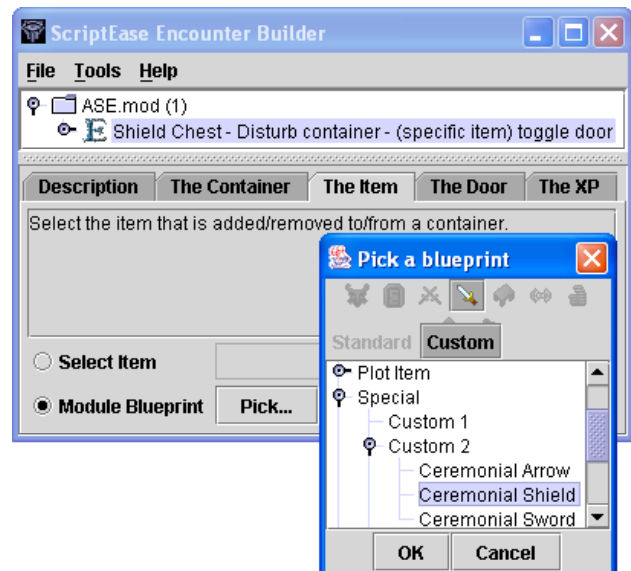 ScriptEase Encounter Builder
File Tools Help
ASE.mod (1)
Shield Chest - Disturb container - (specific item) toggle door
Description The Container The Item The Door The XP
Select the item that is added/removed to/from a container.
Pick a blueprint
Standard Custom
Select Item
Plot Item
Special
Module Blueprint Pick...
Custom 1
Custom 2
Ceremonial Arrow
Ceremonial Shield
Ceremonial Sword
OK Cancel